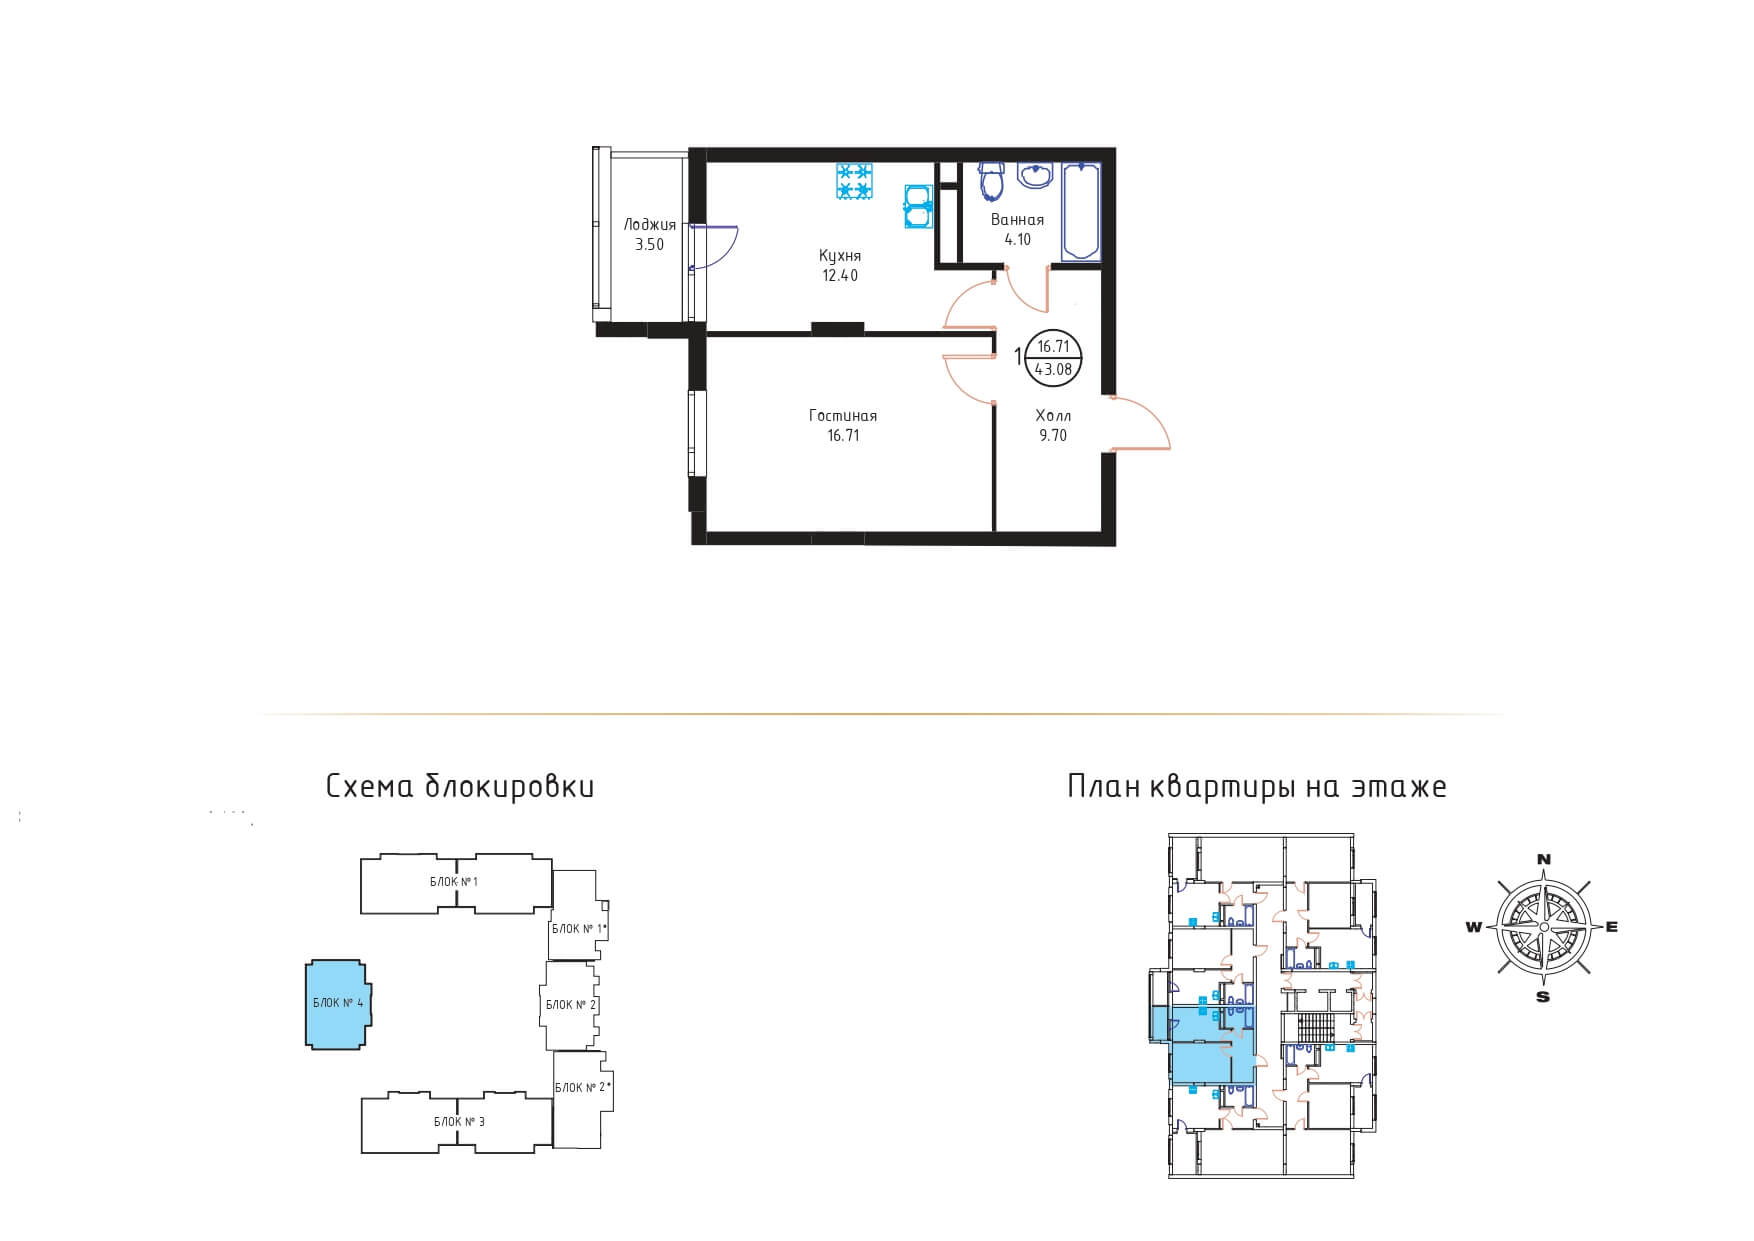 Лоджия
3.50
Кухня
12.40
Ванная
4.10
1
16.71
43.08
Гостиная
16.71
Холл
9.70
Схема блокировки
План квартиры на этаже
БЛОК № 1
БЛОК № 1*
БЛОК № 4
БЛОК № 2
БЛОК № 2*
БЛОК № 3
N
W
E
S